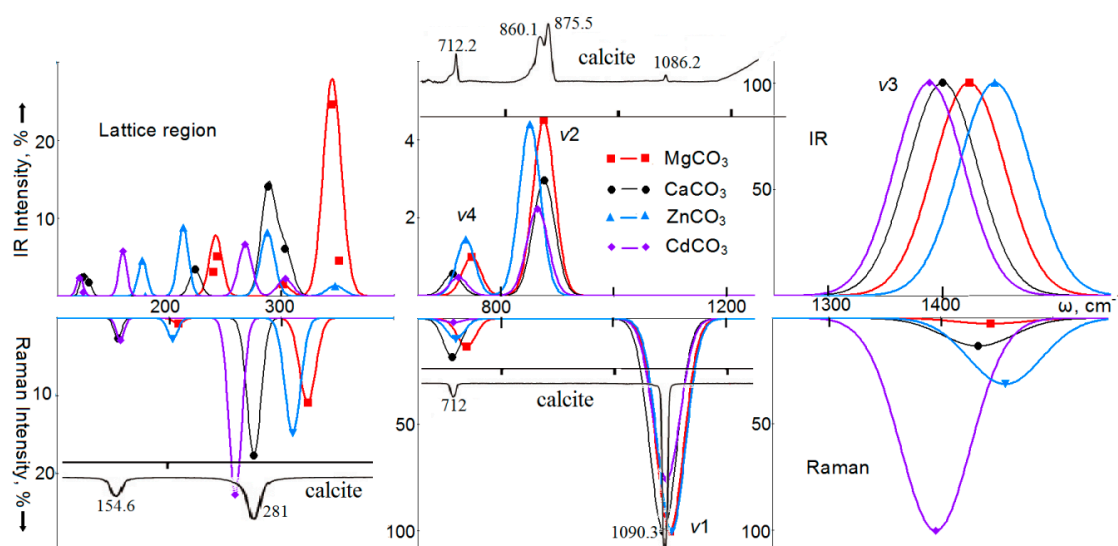 875.5
860.1
712.2
calcite
1086.2
IR Intensity, %
20
10
Lattice region
4
2
v2
v4
MgCO3
CaCO3
ZnCO3
CdCO3
100
50
v3
IR
200
300
800
1200
1300
1400
ω, cm
Raman Intensity, %
10
20
154.6
281
calcite
50
100
712
calcite
1090.3
v1
50
100
Raman